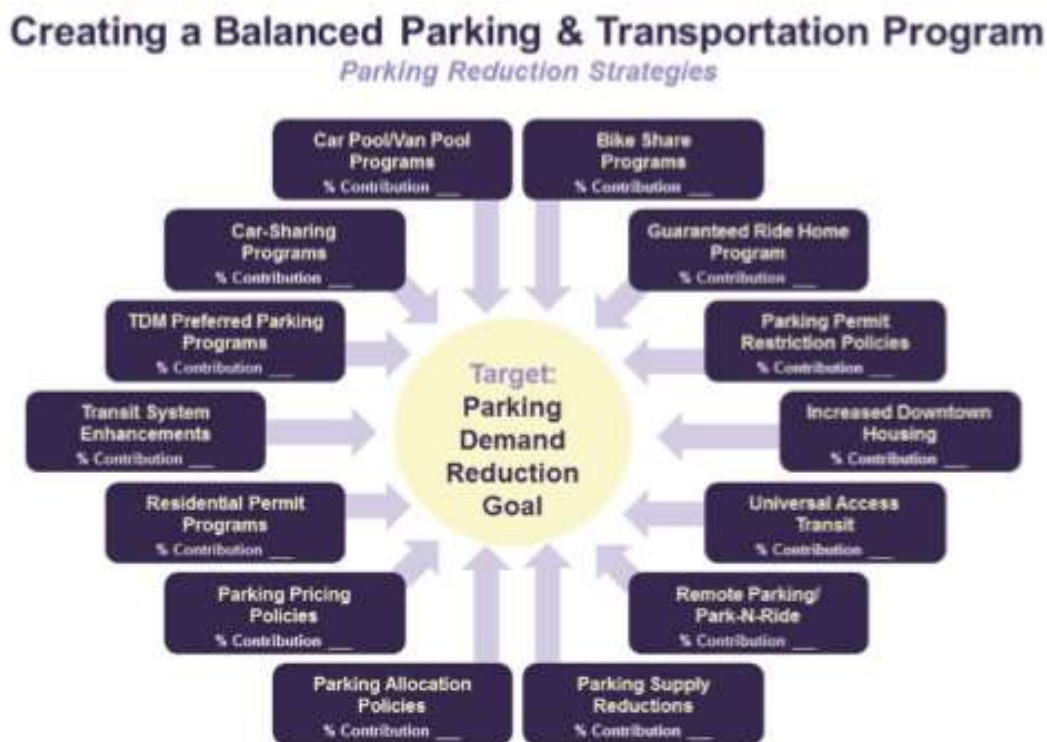 Creating a Balanced Parking & Transportation Program
Parking Reduction Strategies
Car Pool/Van Pool
Programs
% Contribution ___
Bike Share
Programs
% Contribution ___
Car-Sharing
Programs
% Contribution ___
Guaranteed Ride Home
Program
% Contribution ___
TDM Preferred Parking
Programs
% Contribution ___
Parking Permit
Restriction Policies
% Contribution ___
Transit System
Enhancements
% Contribution ___
Target:
Parking
Demand
Reduction
Goal
Increased Downtown
Housing
% Contribution ___
Residential Permit
Programs
% Contribution ___
Universal Access
Transit
% Contribution ___
Parking Pricing
Policies
% Contribution ___
Remote Parking/
Park-N-Ride
% Contribution ___
Parking Allocation
Policies
% Contribution ___
Parking Supply
Reductions
% Contribution ___